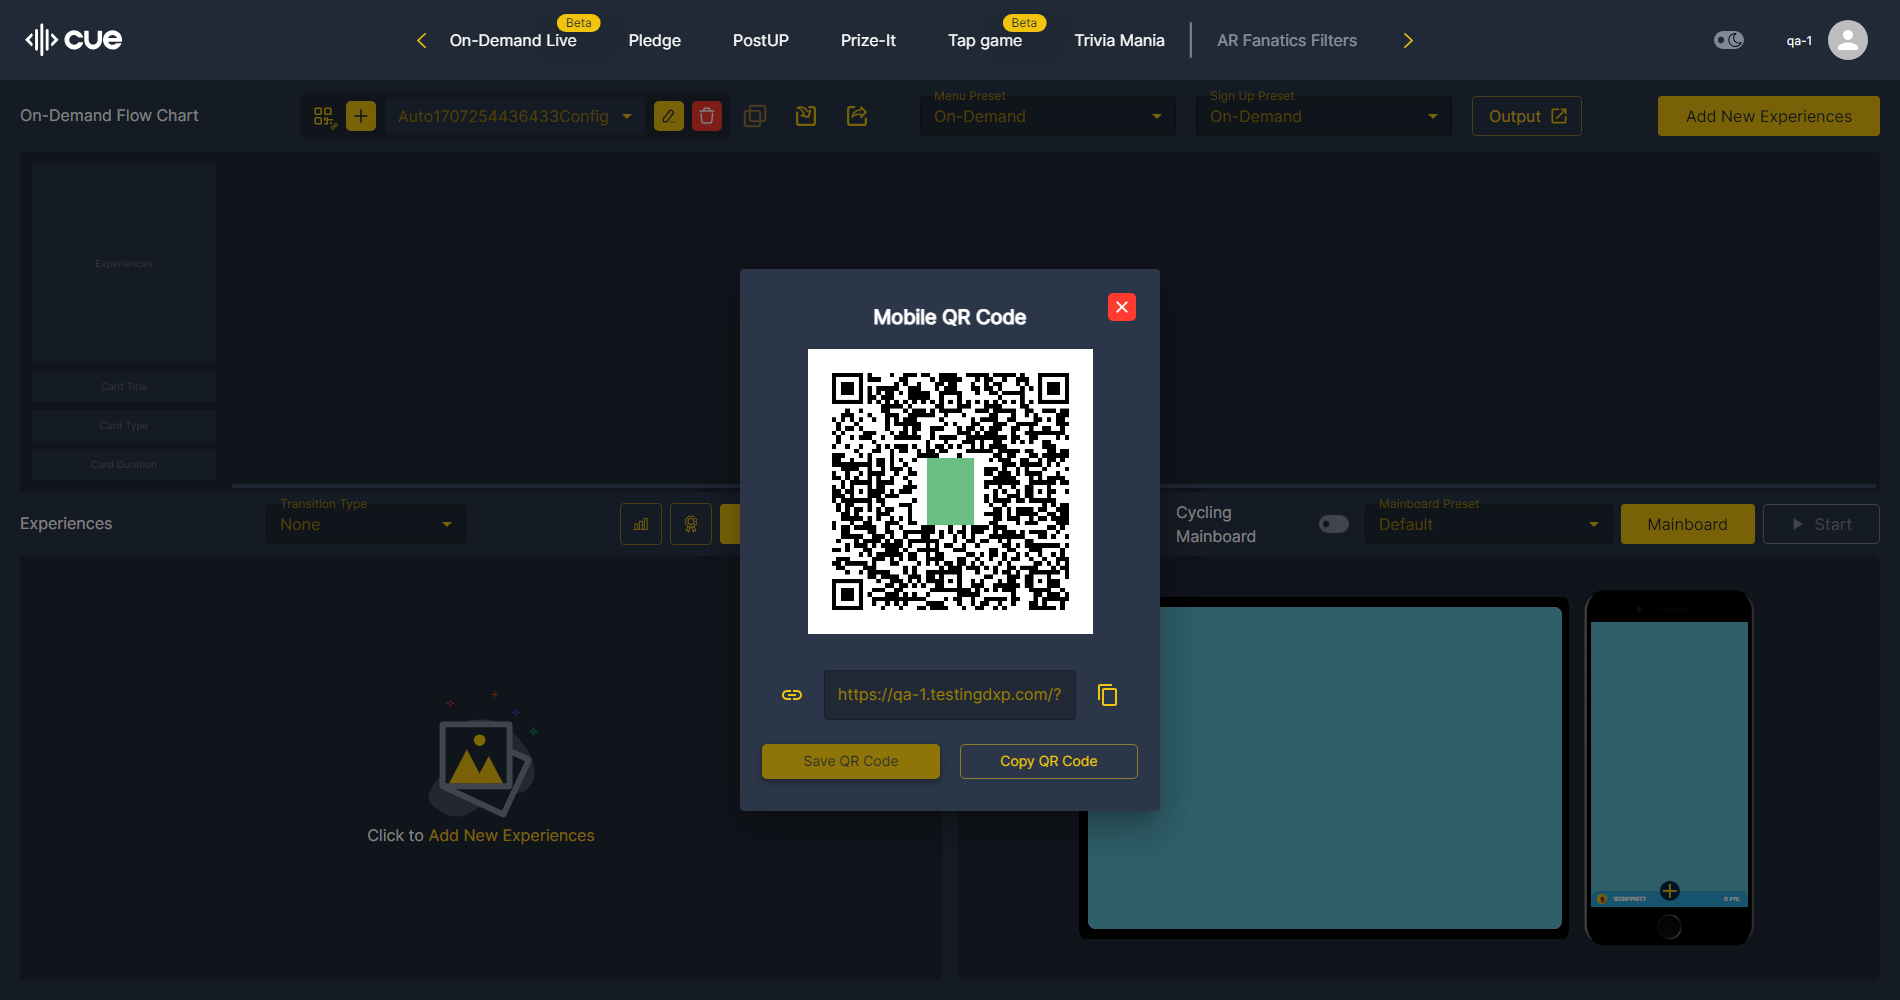 cue
On-Demand Live
Beta
Pledge
PostUP
Prize-It
Tap game
Beta
Trivia Mania
AR Fanatics Filters
qa-1
On-Demand Flow Chart
Auto1707254436433Config
Menu Preset
On-Demand
Sign Up Preset
On-Demand
Output
Add New Experiences
Experiences
Card Title
Card Type
Card Duration
Mobile QR Code
https://qa-1.testingdxp.com/?
Save QR Code
Copy QR Code
Experiences
Transition Type
None
Cycling
Mainboard
Mainboard Preset
Default
Mainboard
Start
Click to Add New Experiences
0 PTS.